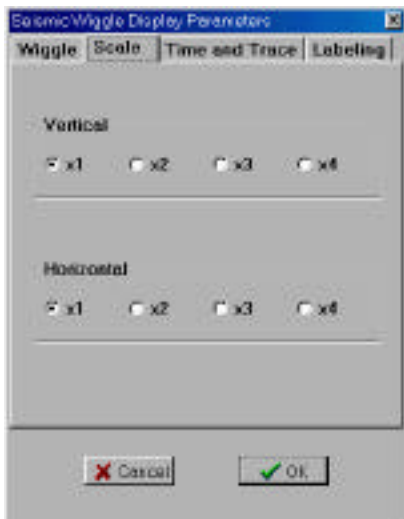 Seismic Wiggle Display Parameters
Wiggle Scale Time and Trace Labeling
Vertical
x1 x2 x3 x4
Horizontal
x1 x2 x3 x4
Cancel OK